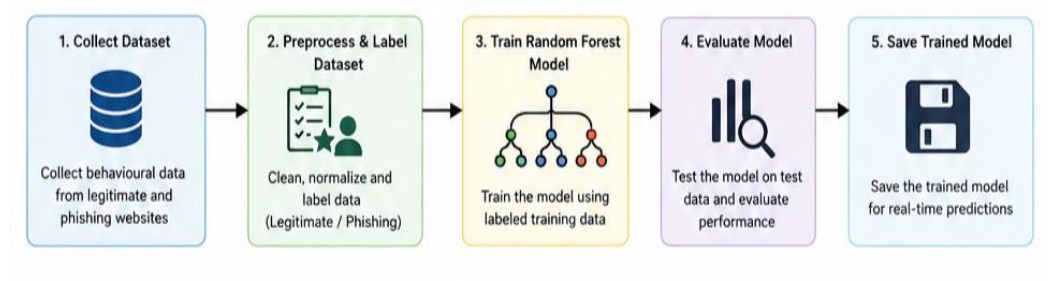 1. Collect Dataset
Collect behavioural data
from legitimate and
phishing websites
2. Preprocess & Label
Dataset
Clean, normalize and
label data
(Legitimate / Phishing)
3. Train Random Forest
Model
Train the model using
labeled training data
4. Evaluate Model
Test the model on test
data and evaluate
performance
5. Save Trained Model
Save the trained model
for real-time predictions